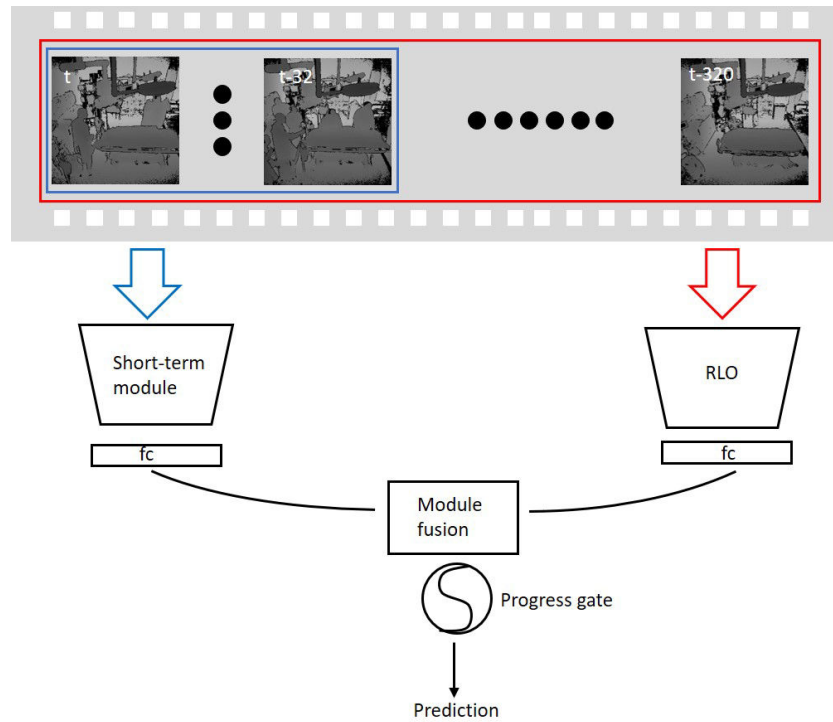 t
t-32
t-320
Short-term
module
RLO
fc
fc
Module
fusion
Progress gate
Prediction